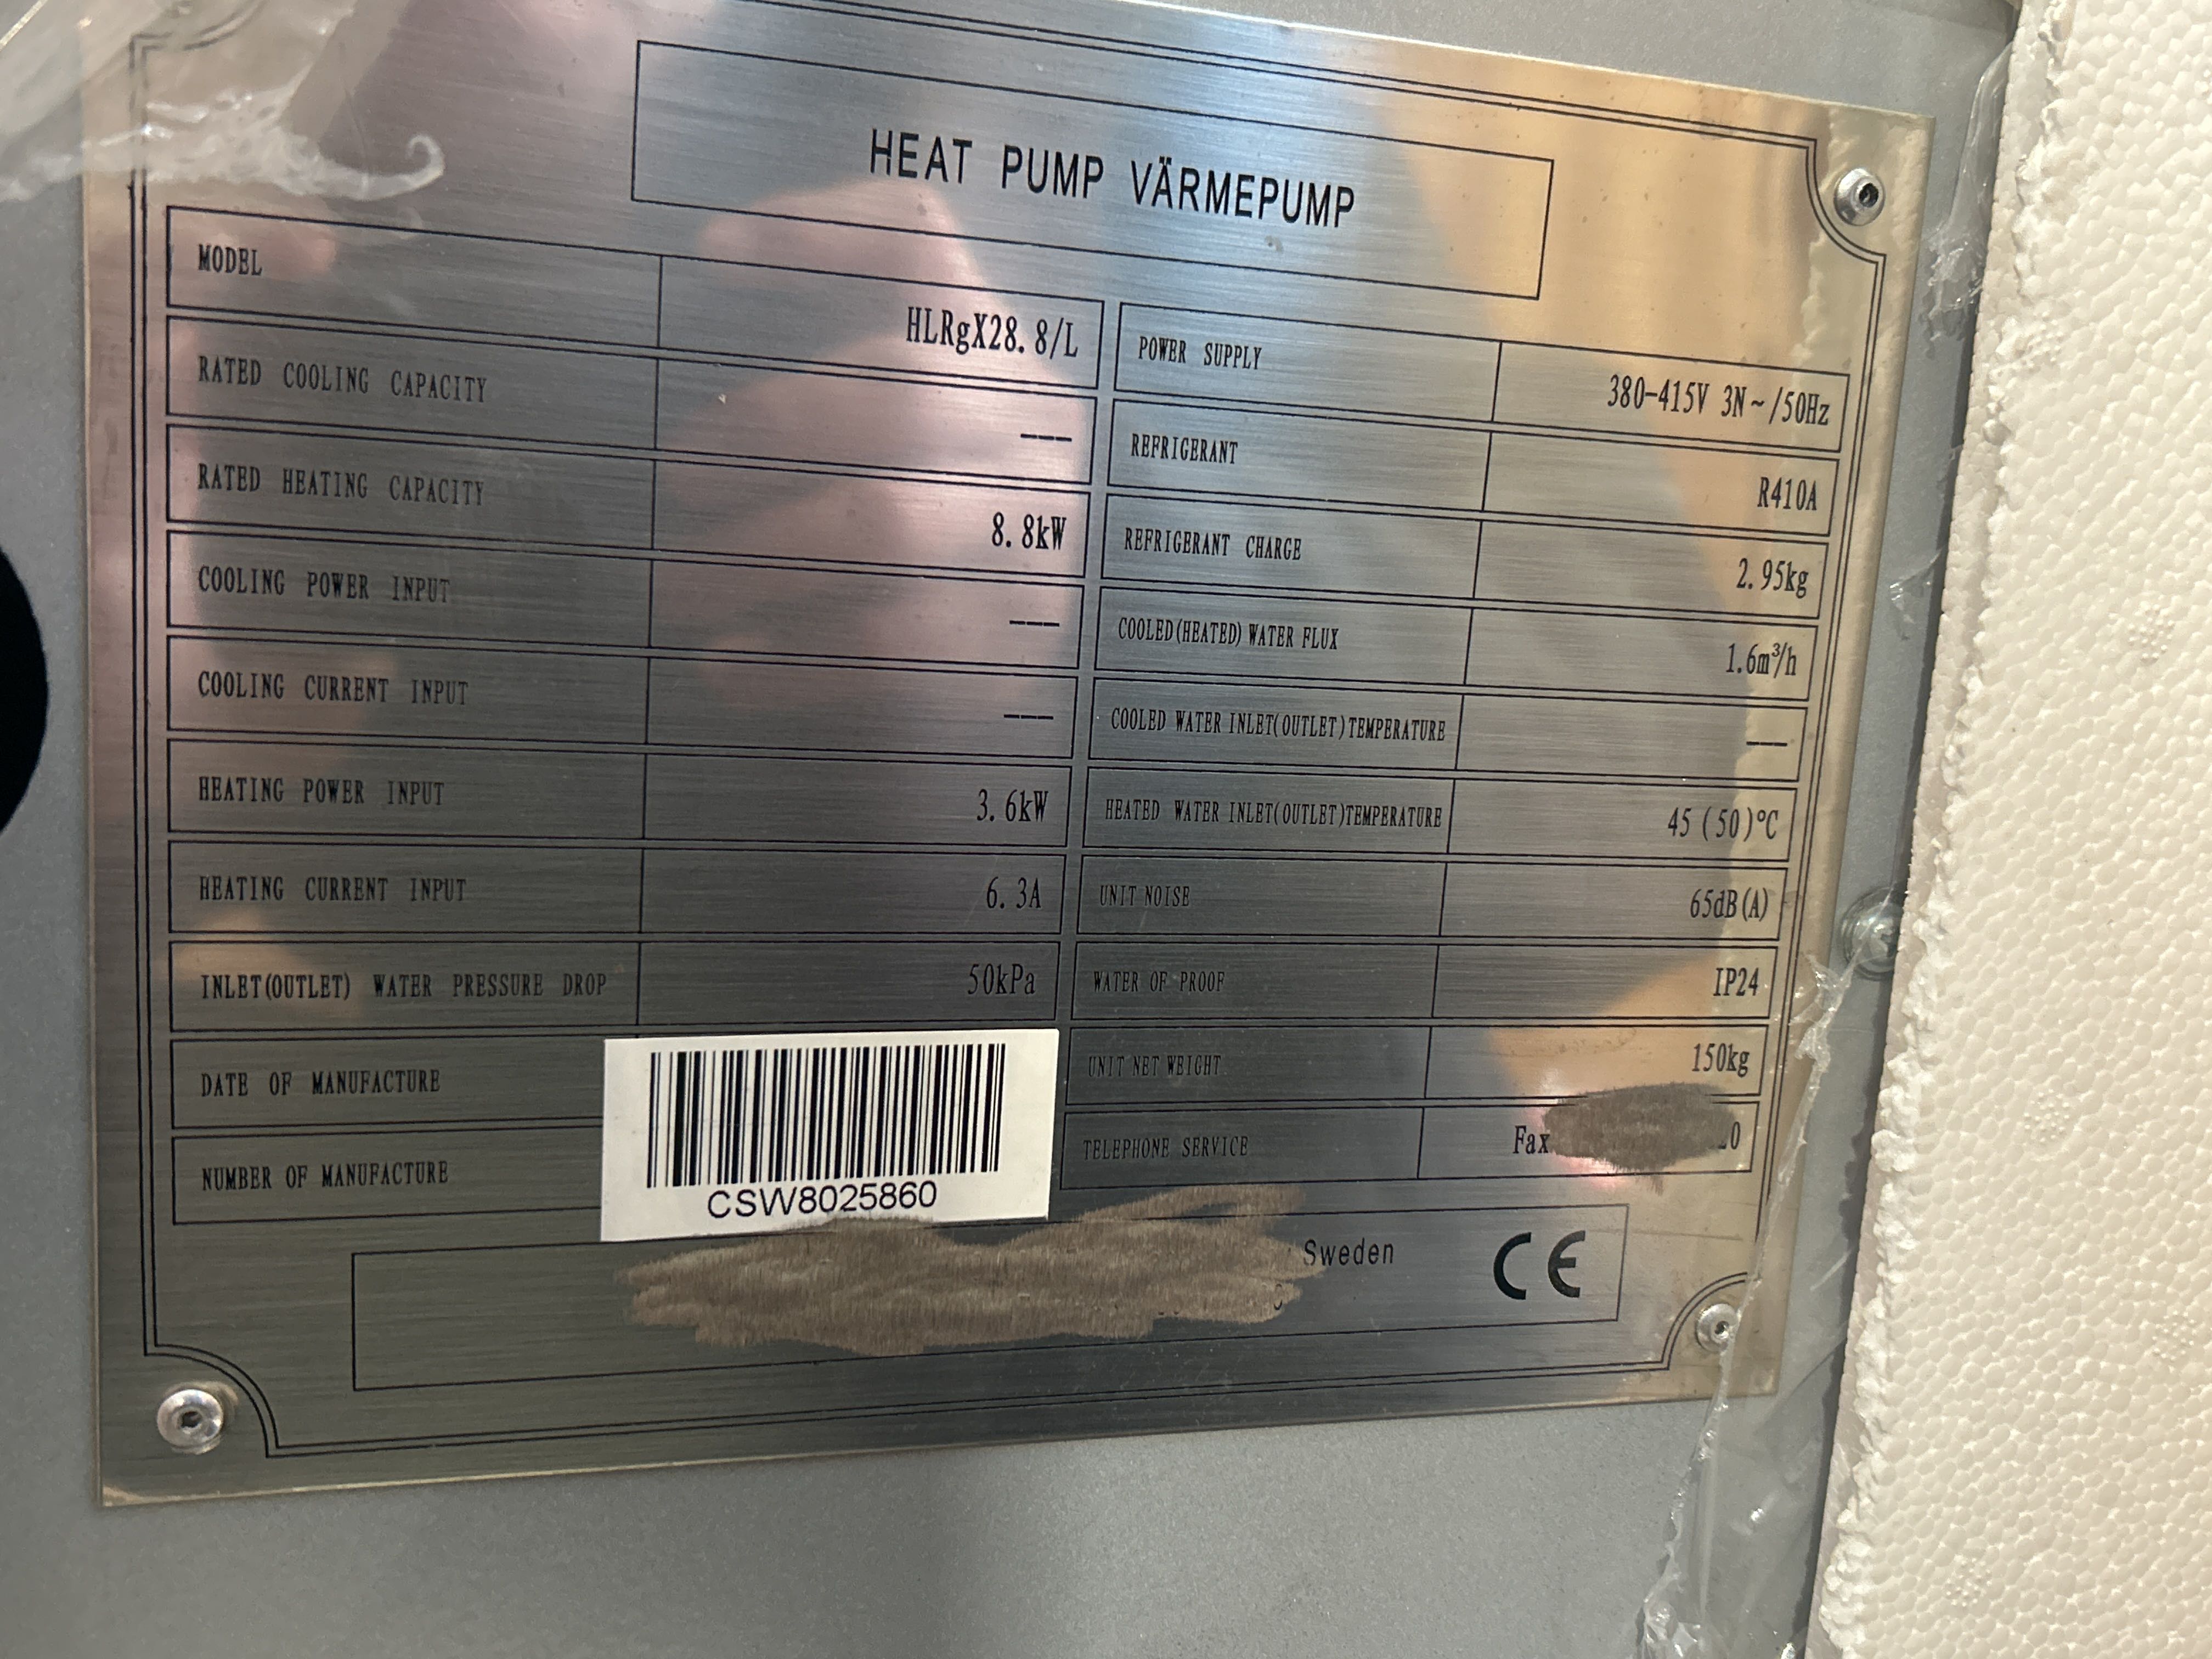 HEAT PUMP VÄRMEPUMP
MODEL HLRgX28.8/L
RATED COOLING CAPACITY ---
RATED HEATING CAPACITY 8.8kW
COOLING POWER INPUT ---
COOLING CURRENT INPUT ---
HEATING POWER INPUT 3.6kW
HEATING CURRENT INPUT 6.3A
INLET(OUTLET) WATER PRESSURE DROP 50kPa
DATE OF MANUFACTURE
NUMBER OF MANUFACTURE
CSW8025860
POWER SUPPLY 380-415V 3N~/50Hz
REFRIGERANT R410A
REFRIGERANT CHARGE 2.95kg
COOLED(HEATED) WATER FLUX 1.6m³/h
COOLED WATER INLET(OUTLET)TEMPERATURE ---
HEATED WATER INLET(OUTLET)TEMPERATURE 45(50)°C
UNIT NOISE 65dB(A)
WATER OF PROOF IP24
UNIT NET WEIGHT 150kg
TELEPHONE SERVICE Fax
Sweden
CE